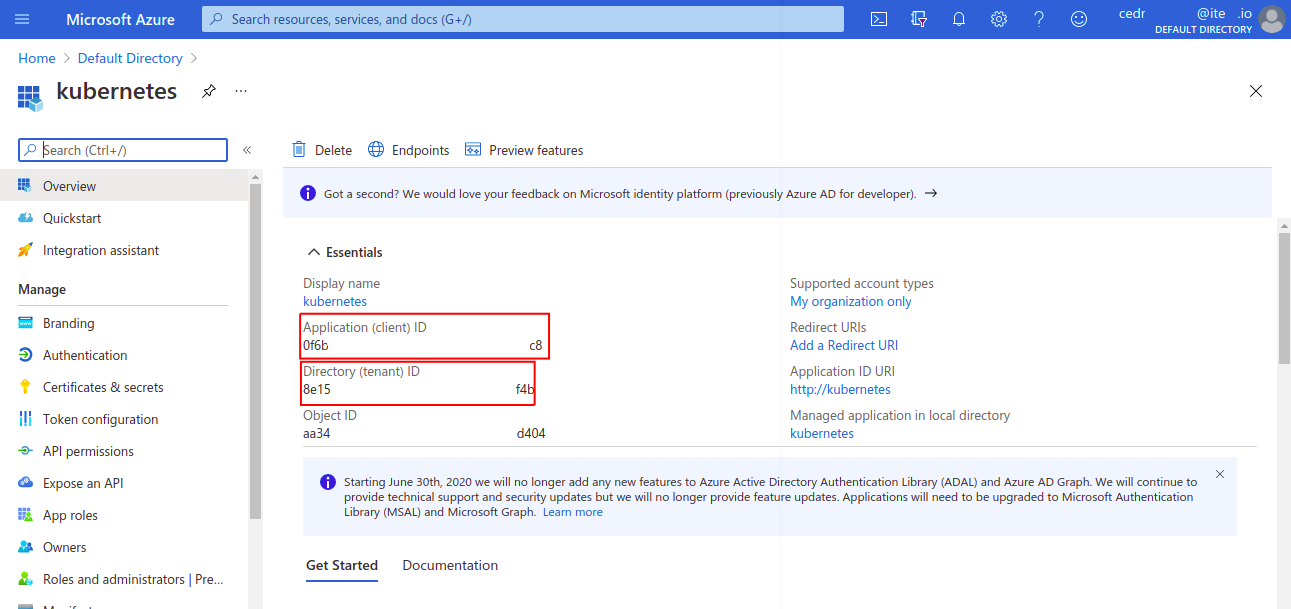 Microsoft Azure
Search resources, services, and docs (G+/)
cedr @ite .io
DEFAULT DIRECTORY
Home > Default Directory >
kubernetes
Search (Ctrl+/)
«
Delete
Endpoints
Preview features
Overview
Quickstart
Integration assistant
Manage
Branding
Authentication
Certificates & secrets
Token configuration
API permissions
Expose an API
App roles
Owners
Roles and administrators | Pre...
Got a second? We would love your feedback on Microsoft identity platform (previously Azure AD for developer). →
Essentials
Display name
kubernetes
Application (client) ID
0f6b c8
Directory (tenant) ID
8e15 f4b
Object ID
aa34 d404
Supported account types
My organization only
Redirect URIs
Add a Redirect URI
Application ID URI
http://kubernetes
Managed application in local directory
kubernetes
Starting June 30th, 2020 we will no longer add any new features to Azure Active Directory Authentication Library (ADAL) and Azure AD Graph. We will continue to
provide technical support and security updates but we will no longer provide feature updates. Applications will need to be upgraded to Microsoft Authentication
Library (MSAL) and Microsoft Graph. Learn more
Get Started
Documentation